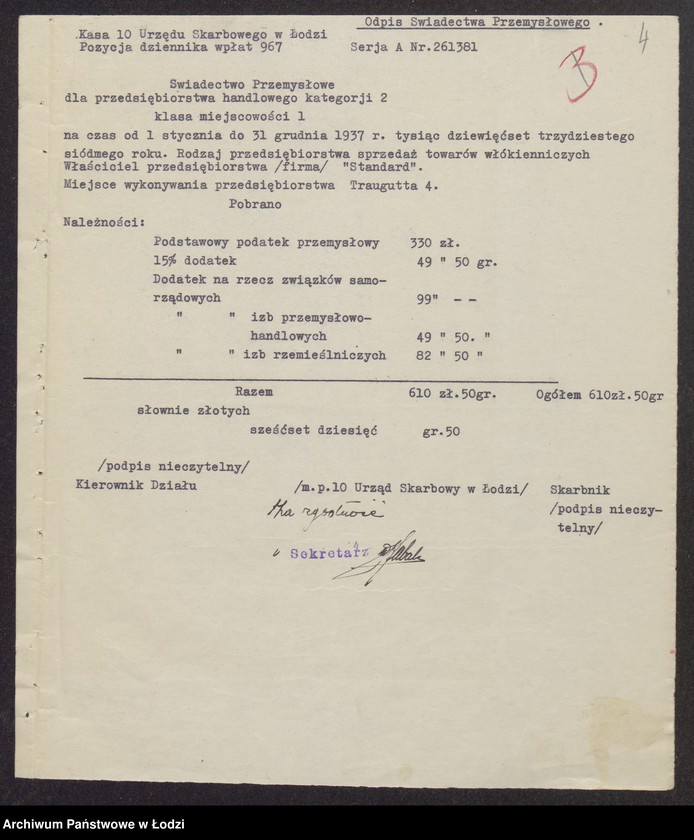 Odpis Swiadectwa Przemysłowego .
4
.Kasa 10 Urzędu Skarbowego w Łodzi
Pozycja dziennika wpłat 967 Serja A Nr.261381
B
Swiadectwo Przemysłowe
dla przedsiębiorstwa handlowego kategorji 2
klasa miejscowości 1
na czas od 1 stycznia do 31 grudnia 1937 r. tysiąc dziewięćset trzydziestego
siódmego roku. Rodzaj przedsiębiorstwa sprzedaż towarów włókienniczych
Właściciel przedsiębiorstwa /firma/ "Standard".
Miejsce wykonywania przedsiębiorstwa Traugutta 4.
Pobrano
Należności:
Podstawowy podatek przemysłowy 330 zł.
15% dodatek 49 " 50 gr.
Dodatek na rzecz związków samo-
rządowych 99" - -
" " izb przemysłowo-
handlowych 49 " 50. "
" " izb rzemieślniczych 82 " 50 "
Razem 610 zł.50gr. Ogółem 610zł.50gr
słownie złotych
sześćset dziesięć gr.50
/podpis nieczytelny/
Kierownik Działu /m.p.10 Urząd Skarbowy w Łodzi/ Skarbnik
/podpis nieczy-
telny/
Za zgodność
Sekretarz
Archiwum Państwowe w Łodzi